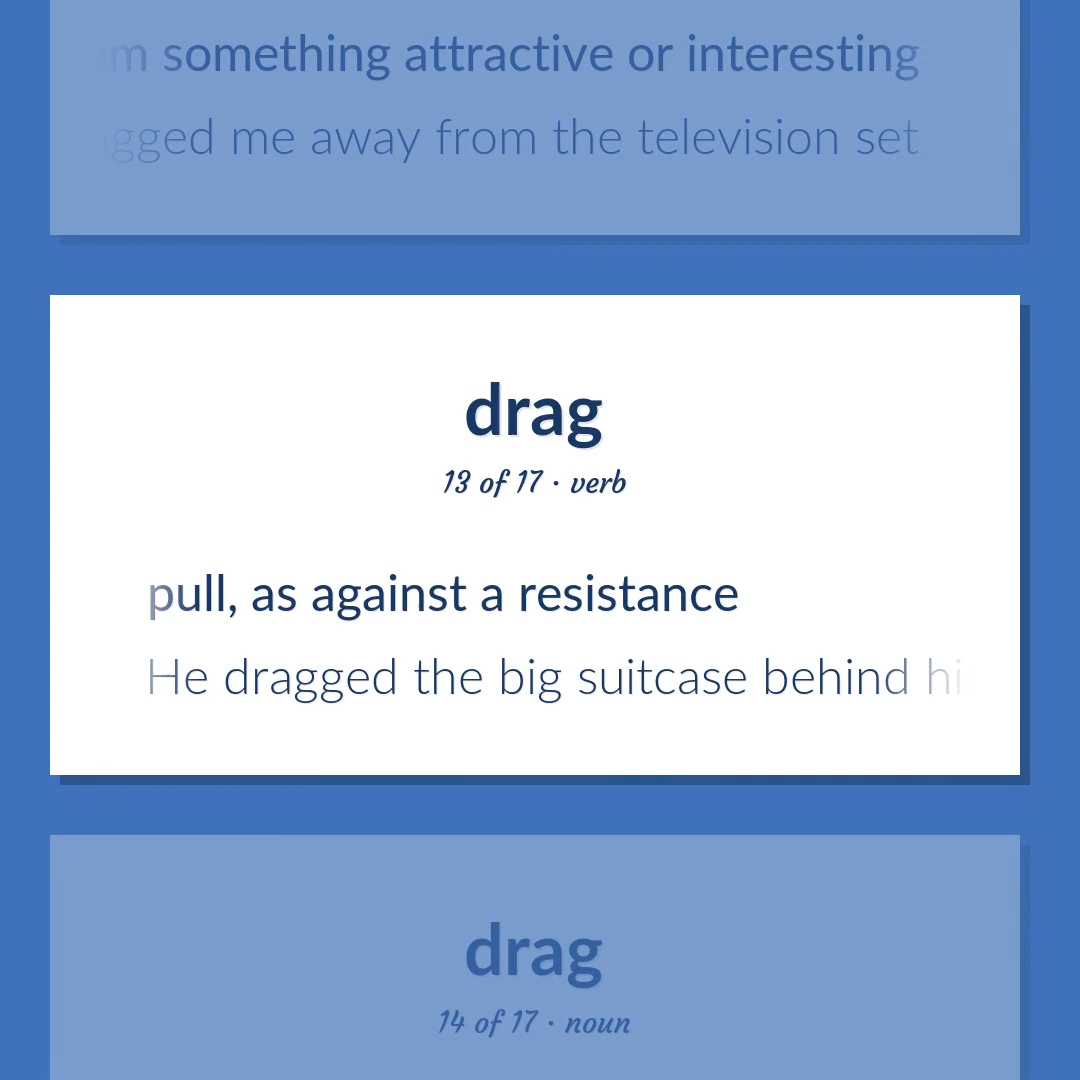 something attractive or interesting
me away from the television set
drag
13 of 17 · verb
pull, as against a resistance
He dragged the big suitcase behind
drag
14 of 17 · noun